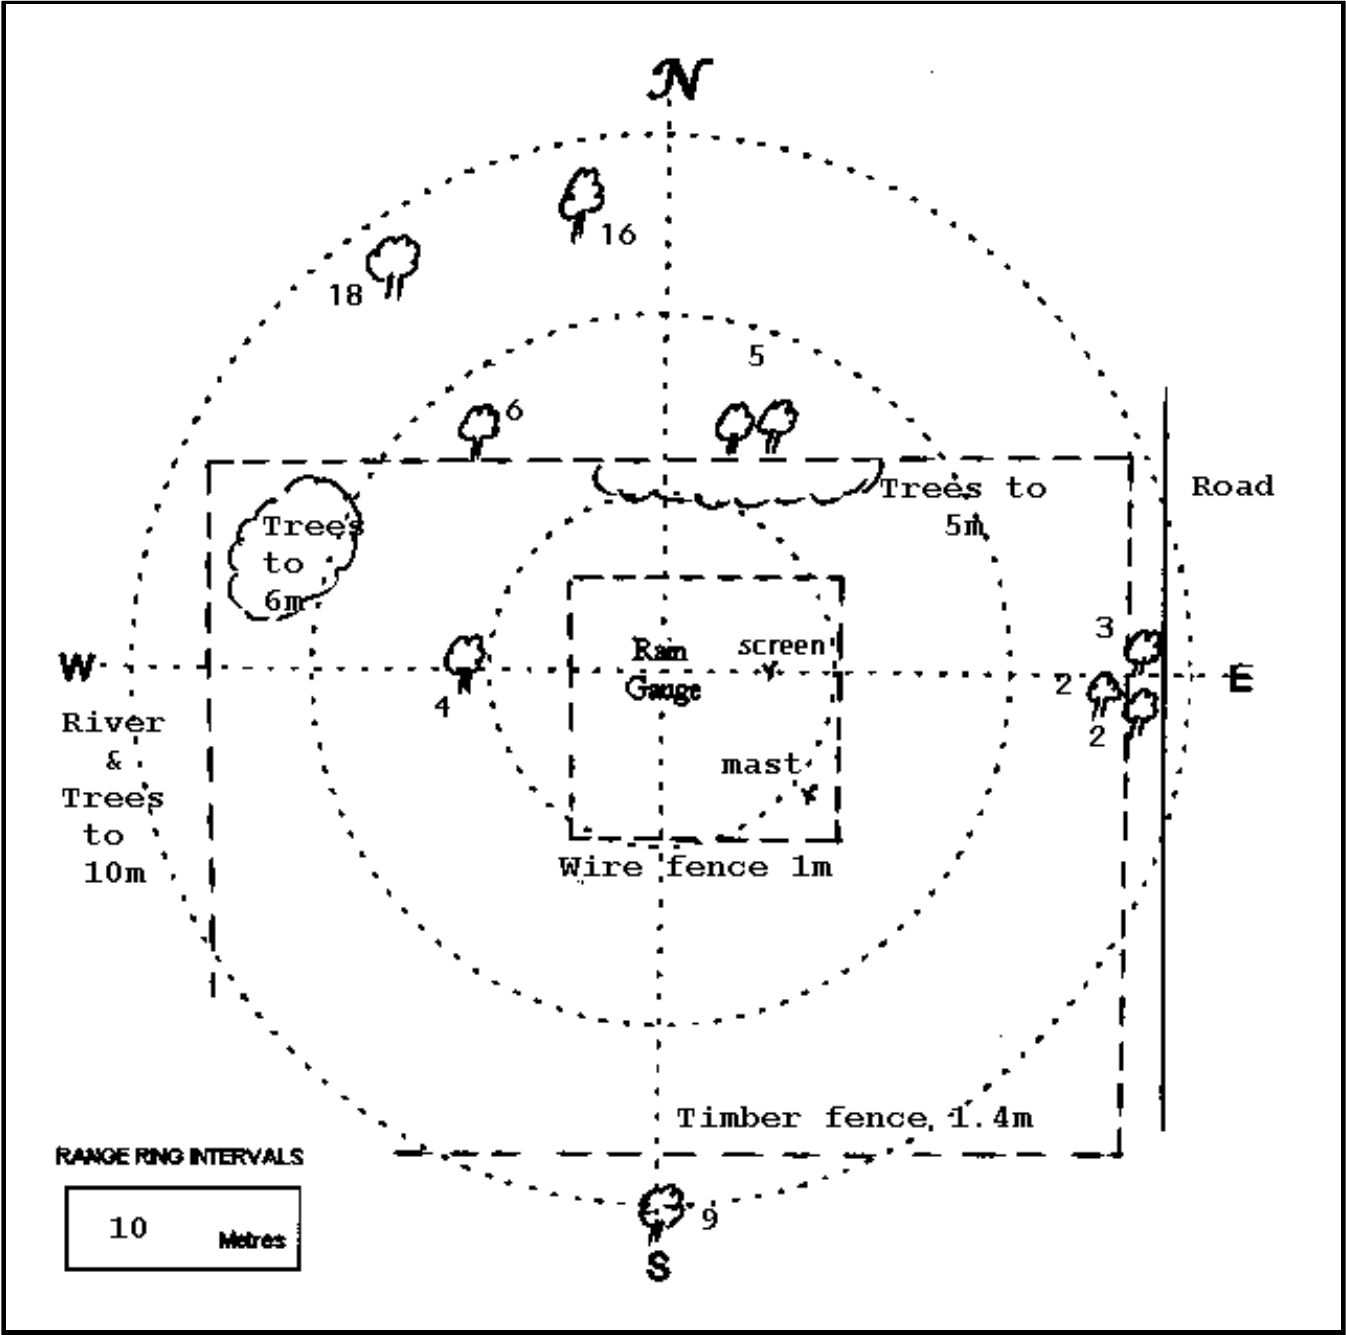 N
16
18
5
6
Trees to
5m
Road
Trees
to
6m
3
W
Rain
Gauge
screen
2
E
4
2
River
&
Trees
to
10m
mast
Wire fence 1m
Timber fence 1.4m
RANGE RING INTERVALS
10 Metres
9
S